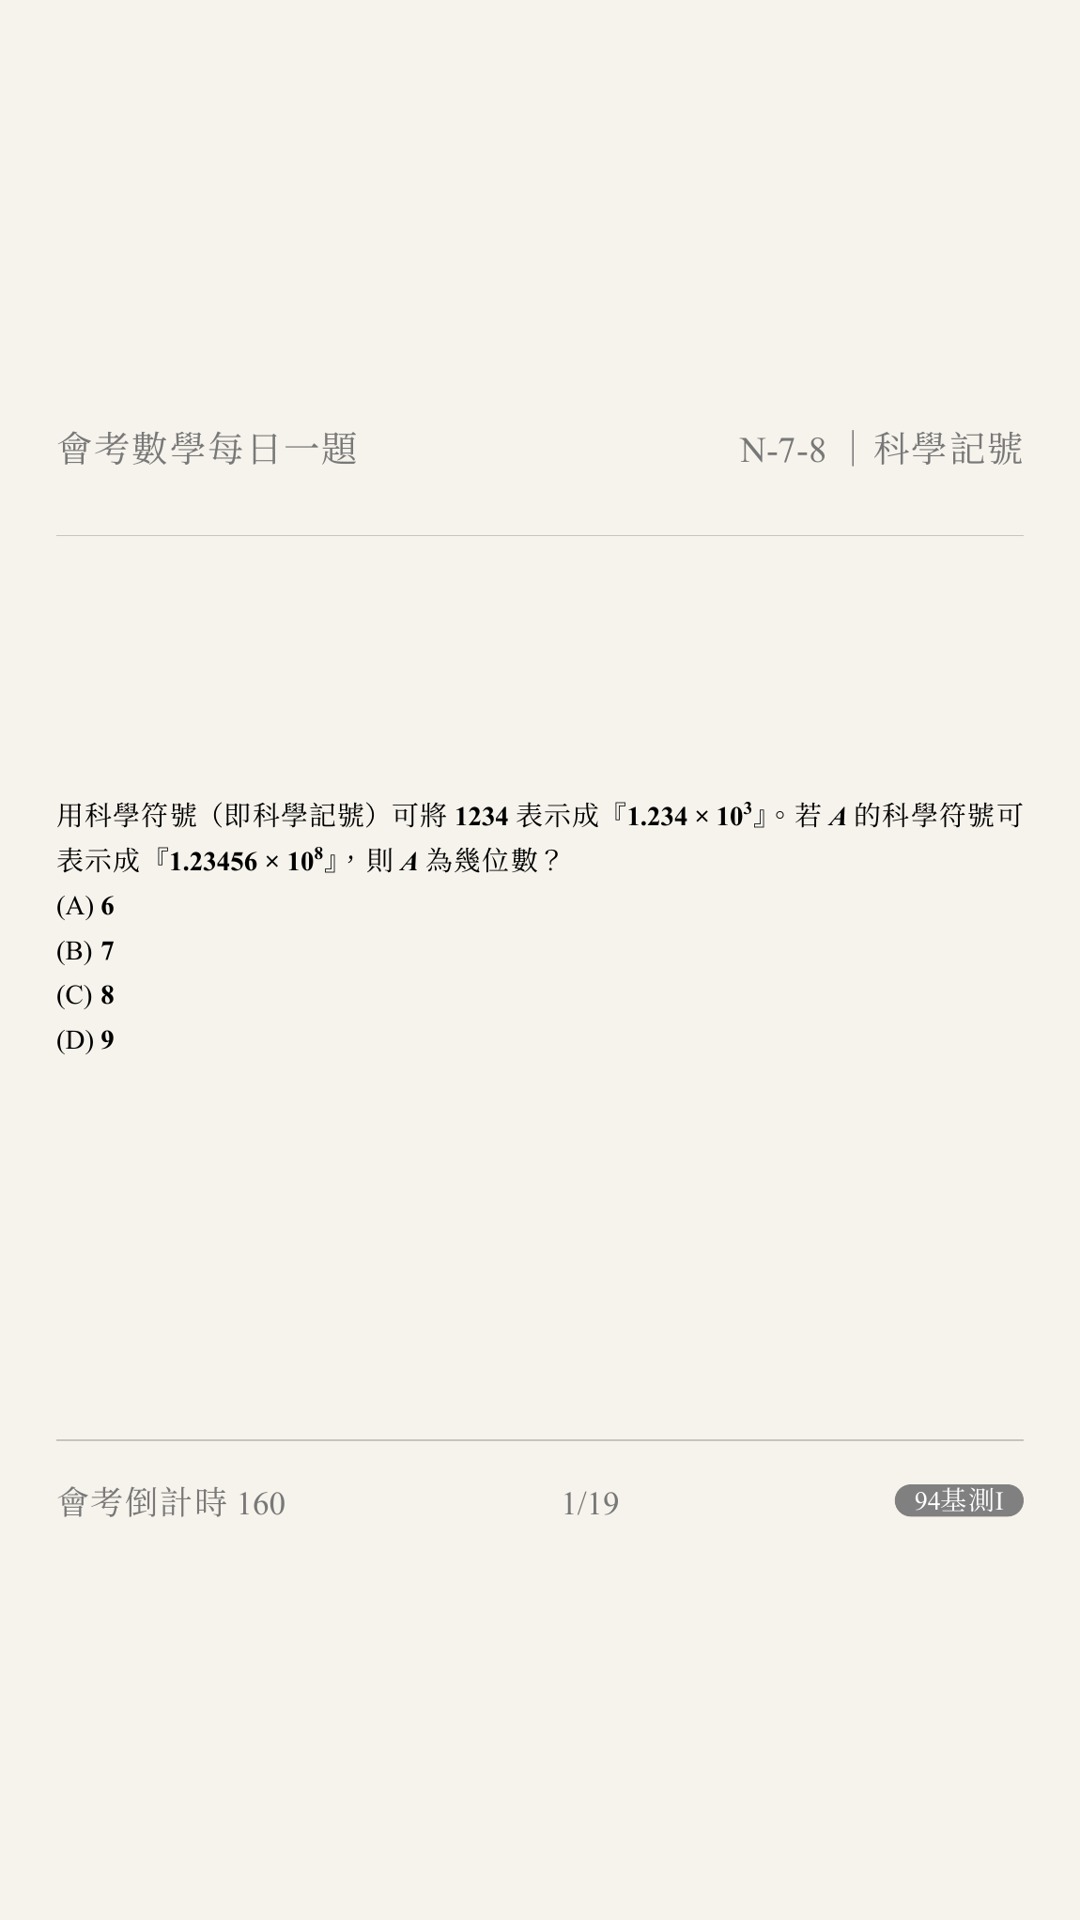 會考數學每日一題
N-7-8 | 科學記號
用科學符號（即科學記號）可將 1234 表示成『1.234 × 10³』。若 A 的科學符號可
表示成『1.23456 × 10⁸』，則 A 為幾位數？
(A) 6
(B) 7
(C) 8
(D) 9
會考倒計時 160
1/19
94基測I